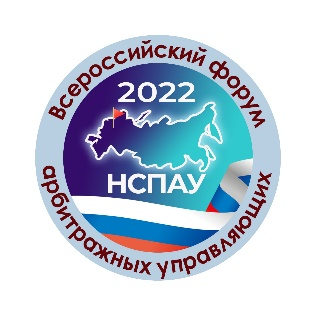 Всероссийский форум
2022
НСПАУ
арбитражных управляющих